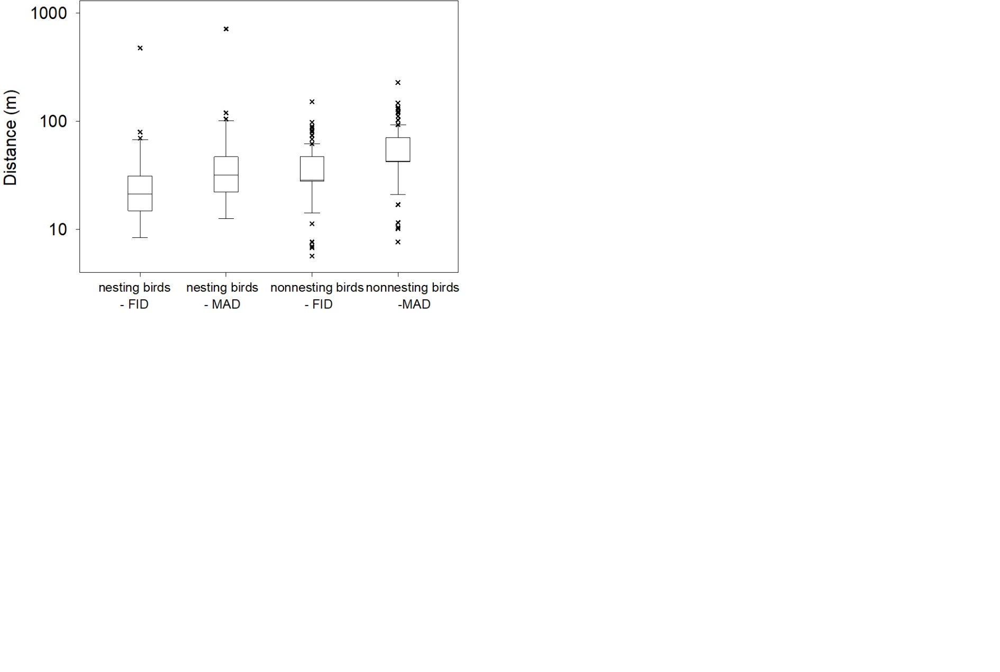 1000
100
10
Distance (m)
nesting birds
- FID
nesting birds
- MAD
nonnesting birds
- FID
nonnesting birds
-MAD